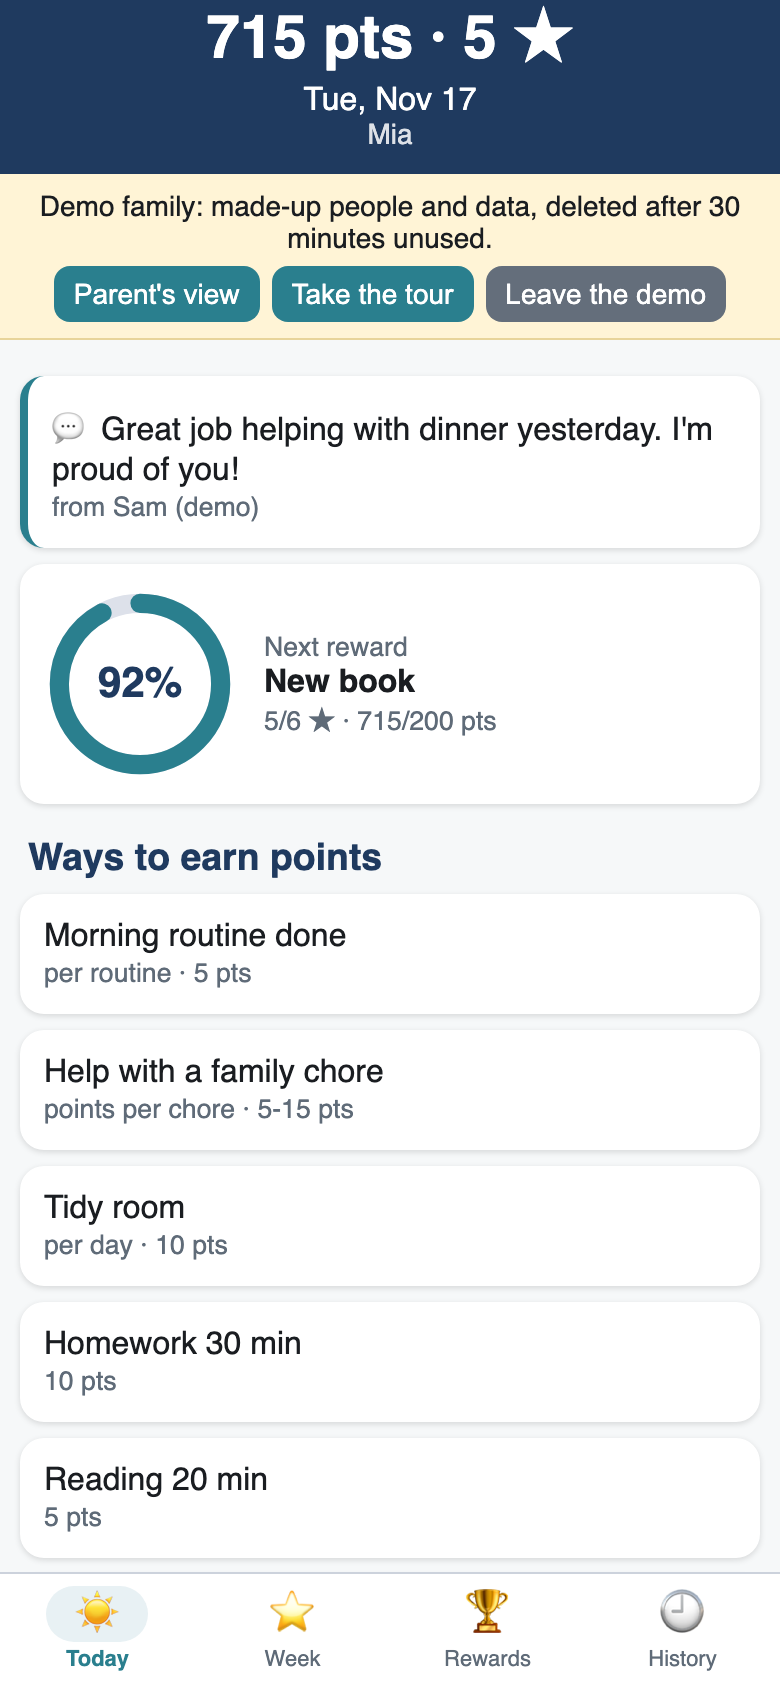 715 pts · 5 ★
Tue, Nov 17
Mia
Demo family: made-up people and data, deleted after 30
minutes unused.
Parent's view
Take the tour
Leave the demo
💬 Great job helping with dinner yesterday. I'm
proud of you!
from Sam (demo)
92%
Next reward
New book
5/6 ★ · 715/200 pts
Ways to earn points
Morning routine done
per routine · 5 pts
Help with a family chore
points per chore · 5-15 pts
Tidy room
per day · 10 pts
Homework 30 min
10 pts
Reading 20 min
5 pts
Today
Week
Rewards
History